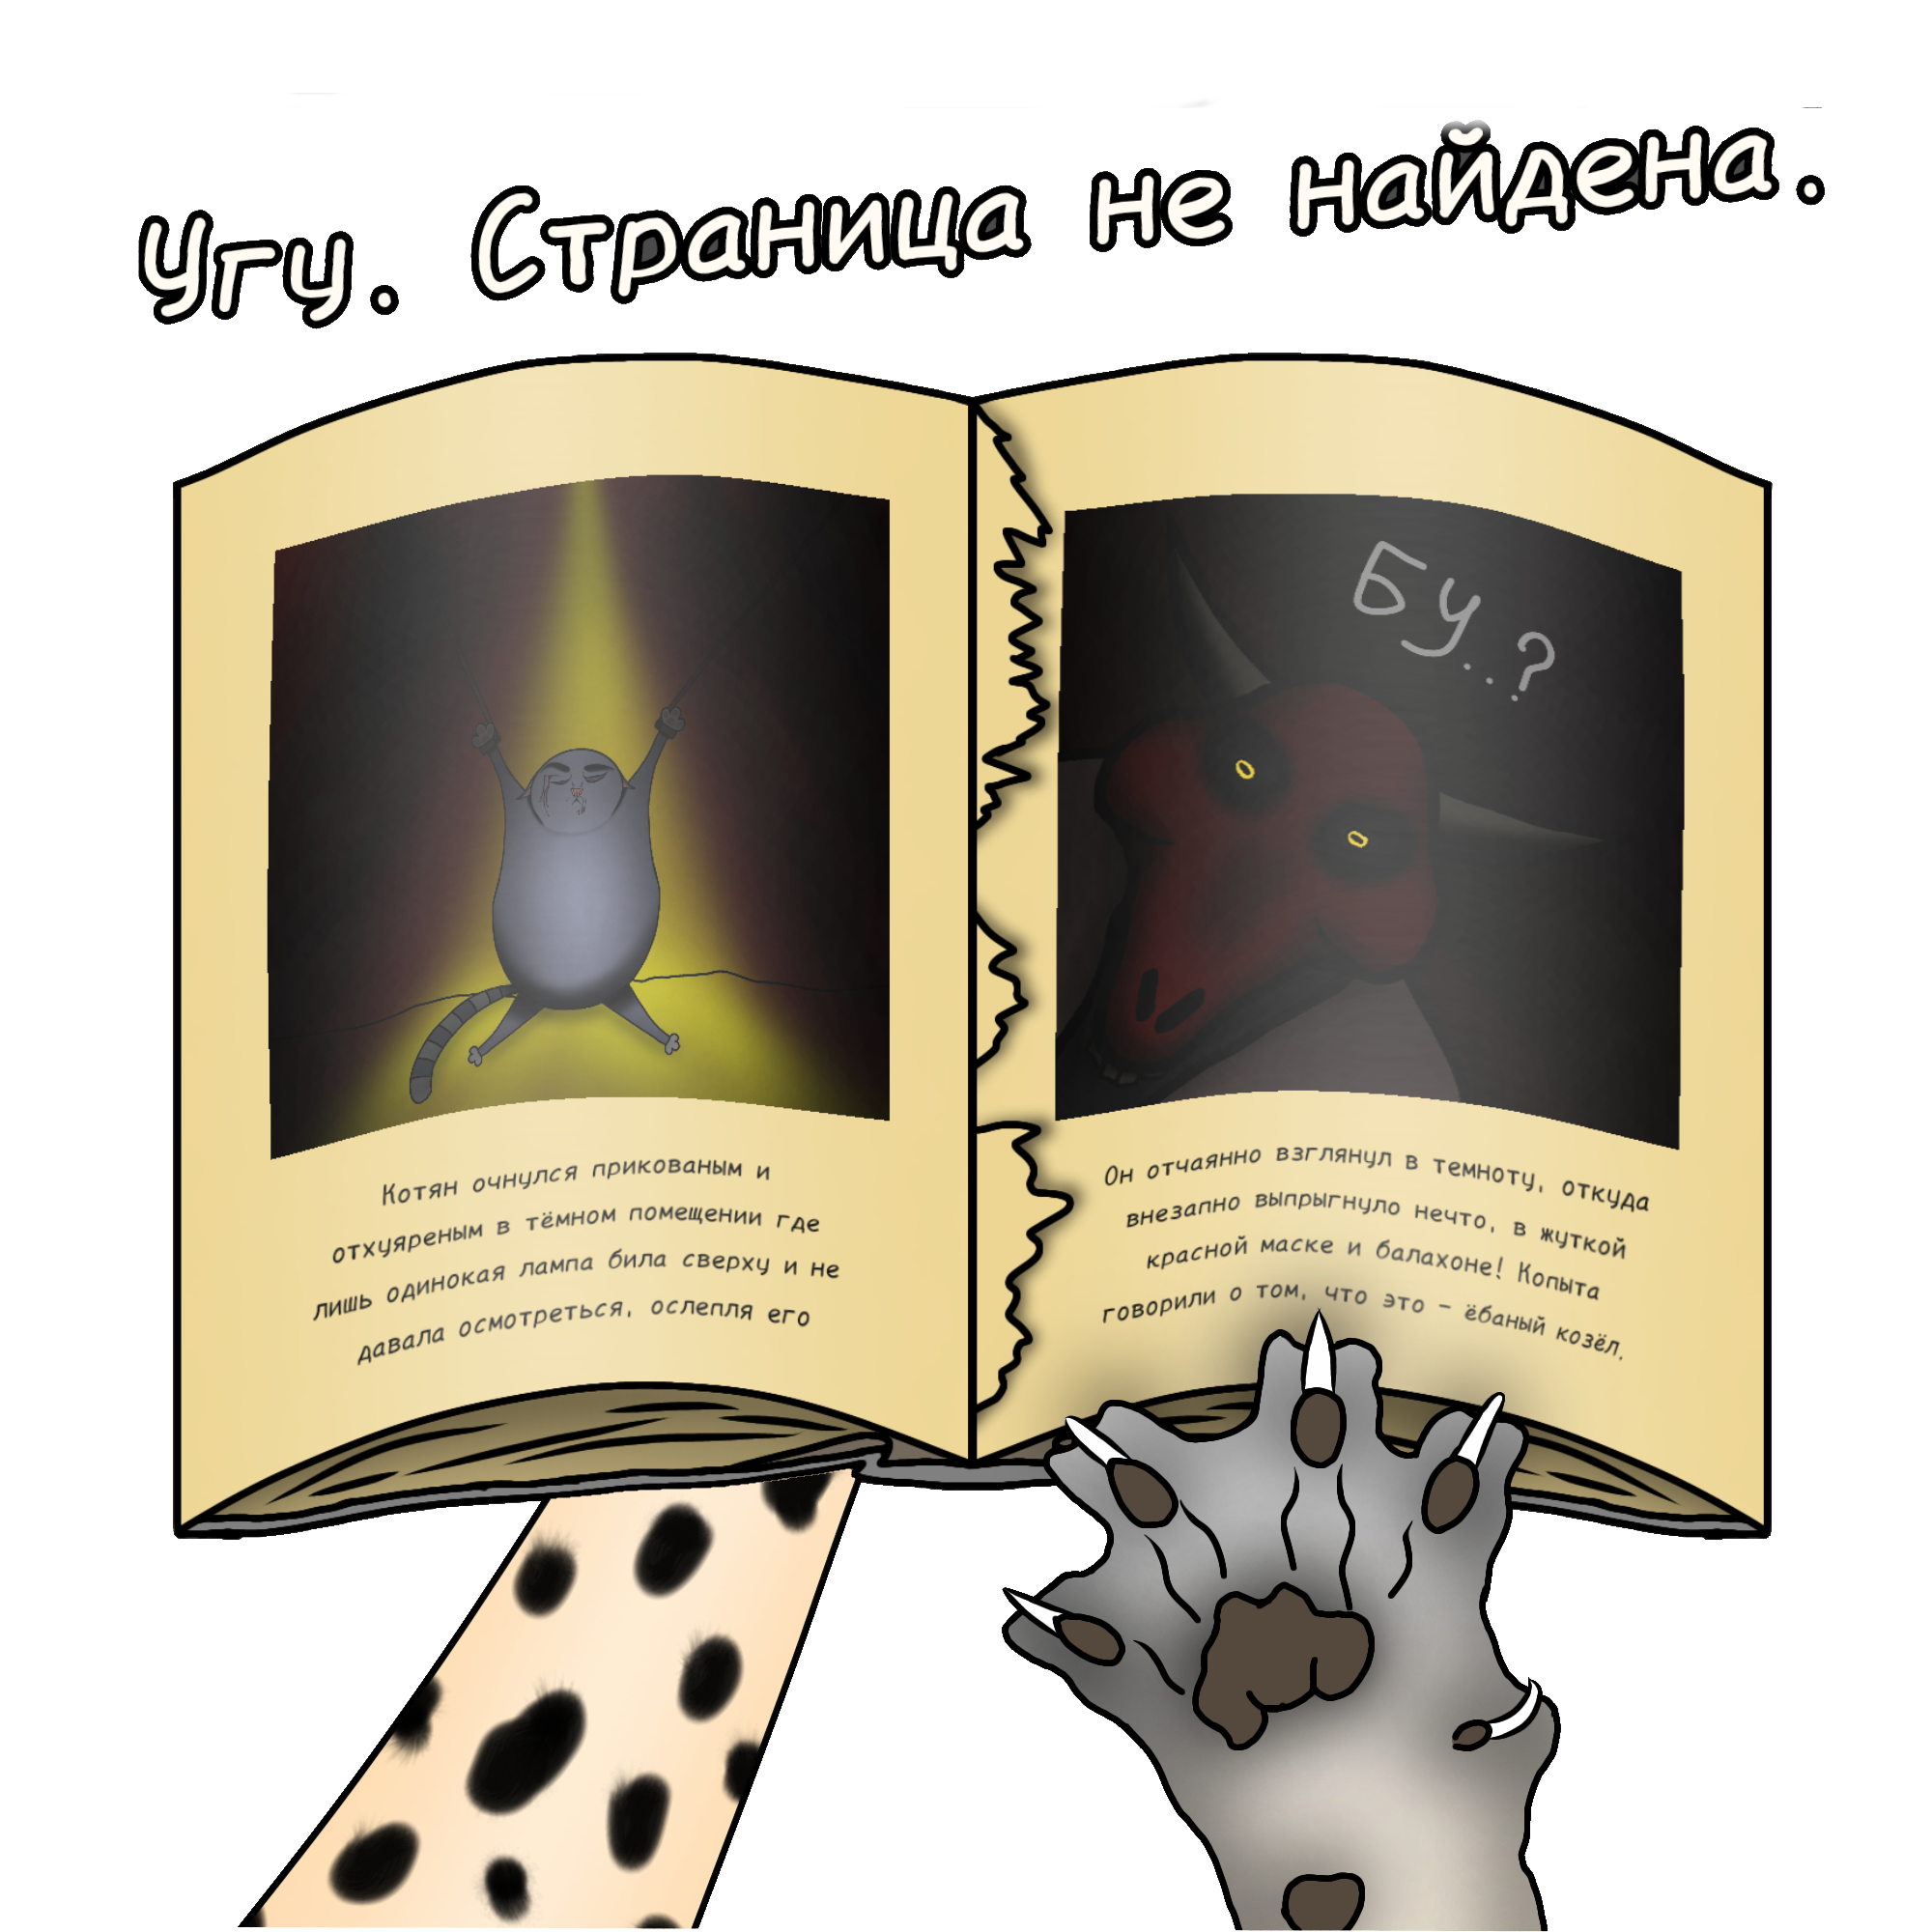 Угу. Страница не найдена.
Котян очнулся прикованым и
отхуяреным в тёмном помещении где
лишь одинокая лампа била сверху и не
давала осмотреться, ослепля его
Бу..?
Он отчаянно взглянул в темноту, откуда
внезапно выпрыгнуло нечто, в жуткой
красной маске и балахоне! Копыта
говорили о том, что это - ёбаный козёл.